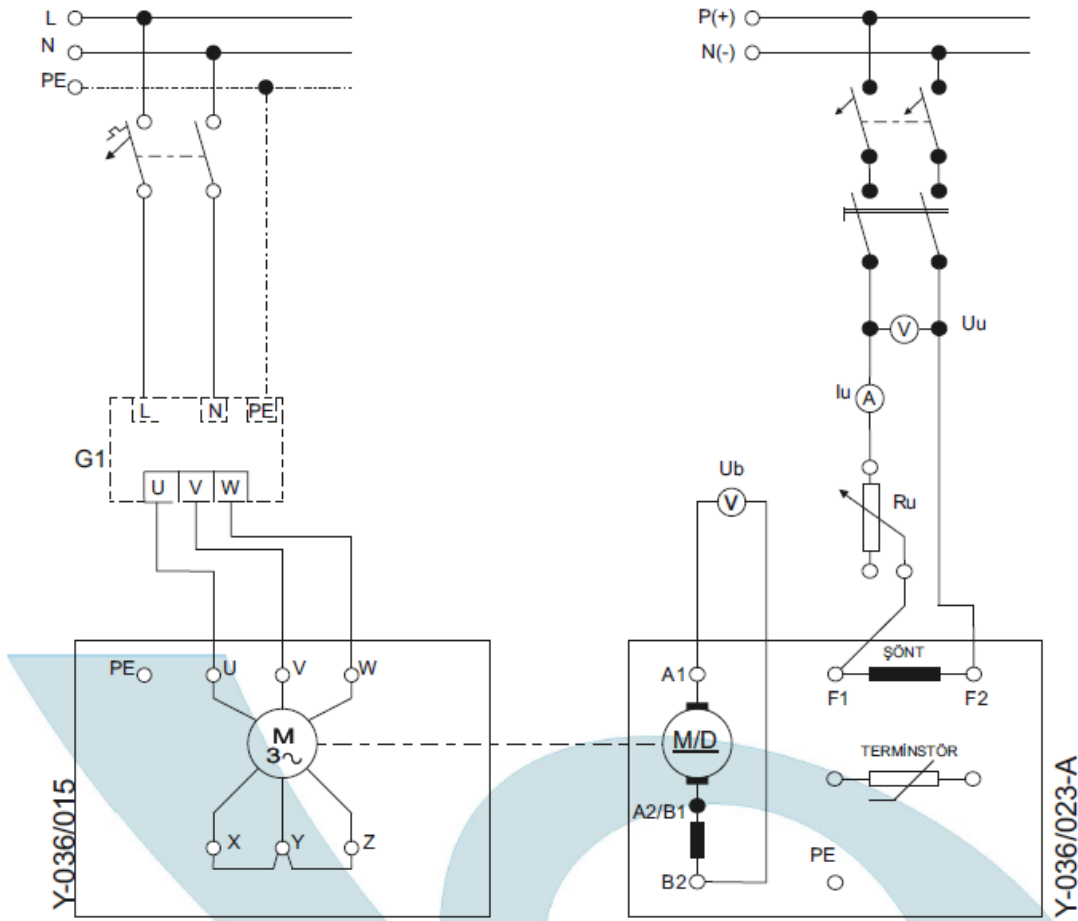 L
N
PE
L N PE
G1
U V W
PE U V W
M
3~
X Y Z
Y-036/015
P(+)
N(-)
V Uu
Iu A
Ru
Ub
V
A1
M/D
A2/B1
B2
ŞÖNT
F1 F2
TERMİNSTÖR
PE
Y-036/023-A